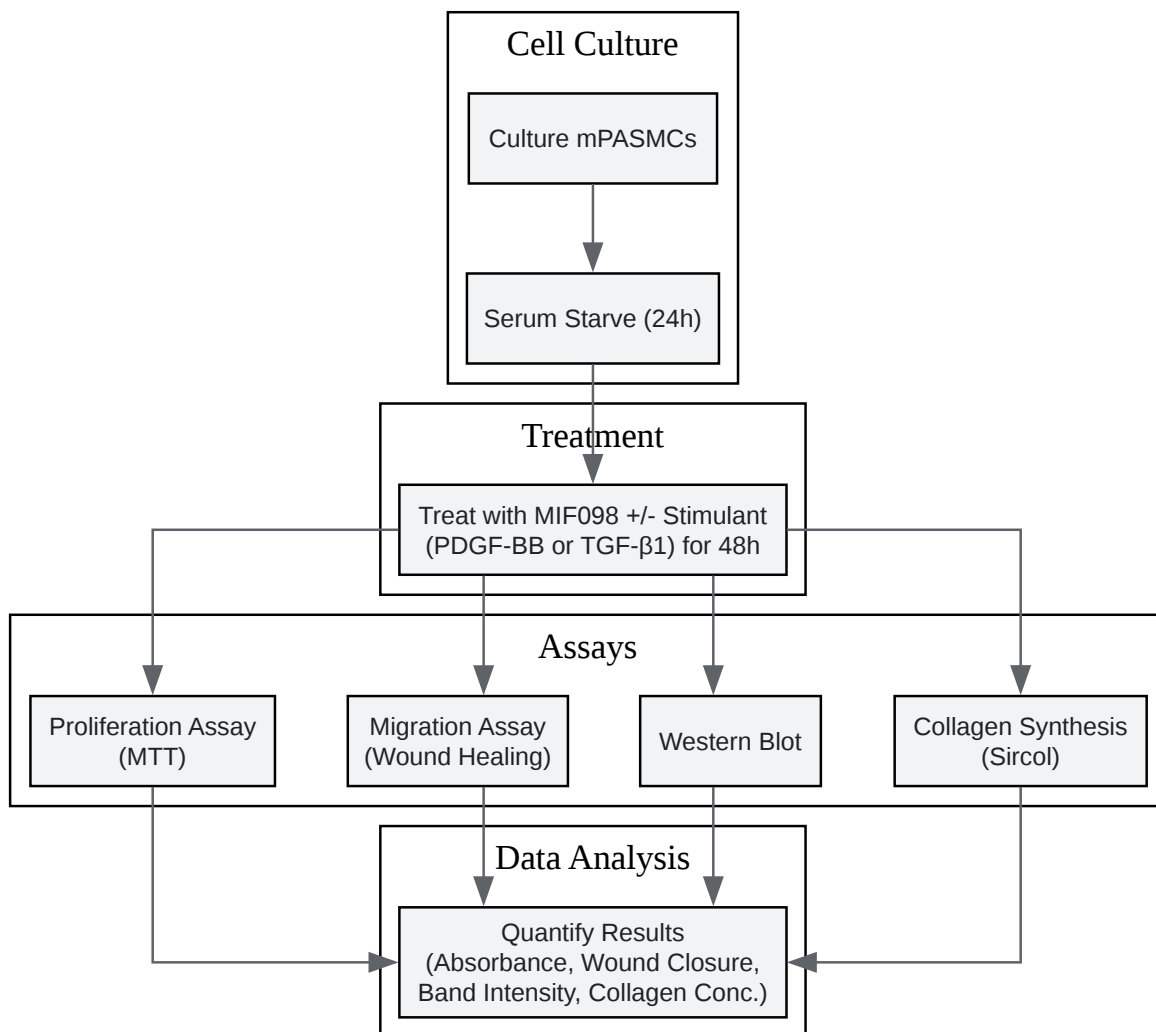 Cell Culture
Culture mPASMCs
Serum Starve (24h)
Treatment
Treat with MIF098 +/- Stimulant
(PDGF-BB or TGF-β1) for 48h
Assays
Proliferation Assay
(MTT)
Migration Assay
(Wound Healing)
Western Blot
Collagen Synthesis
(Sircol)
Data Analysis
Quantify Results
(Absorbance, Wound Closure,
Band Intensity, Collagen Conc.)